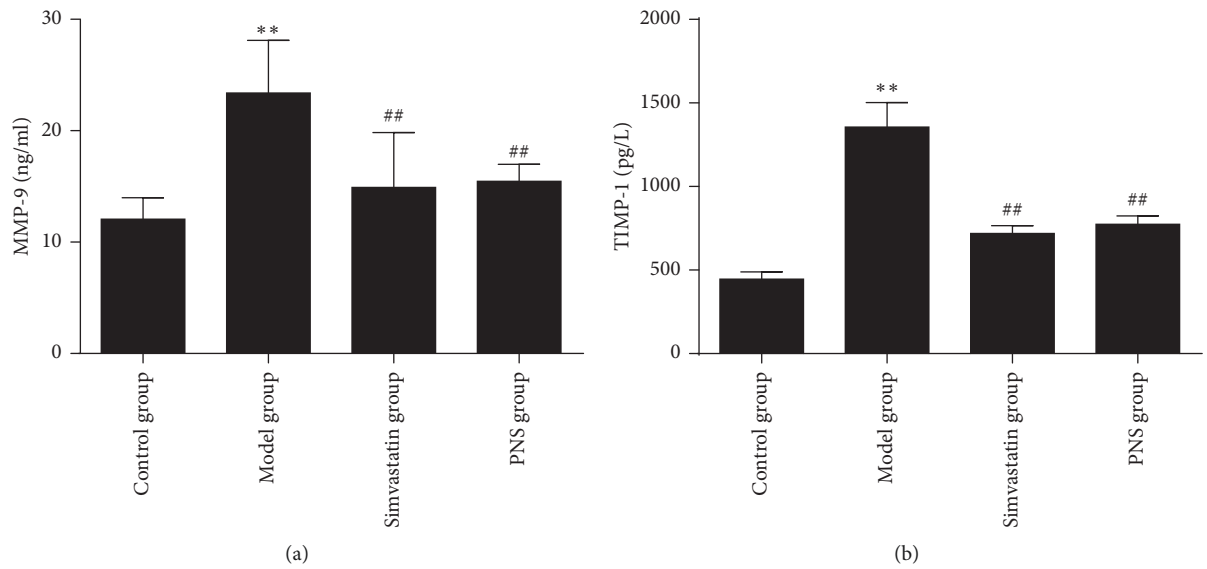 MMP-9 (ng/ml)
30
20
10
0
**
##
##
Control group
Model group
Simvastatin group
PNS group
(a)
TIMP-1 (pg/L)
2000
1500
1000
500
0
**
##
##
Control group
Model group
Simvastatin group
PNS group
(b)